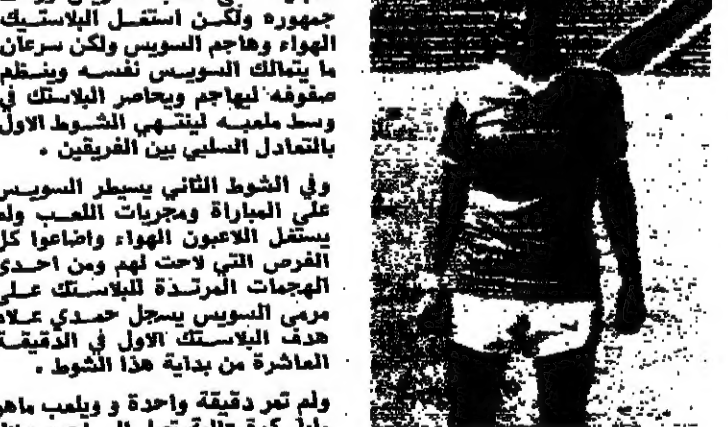 جمهوره ولكن استغل البلاستيك
الهواء وهاجم السويس ولكن سرعان
ما يتمالك السويس نفسه وينظم
صفوفه ليهاجم ويحاصر البلاستك في
وسط ملعبه لينتهي الشوط الاول
بالتعادل السلبي بين الفريقين .
وفي الشوط الثاني يسيطر السويس
على المباراة ومجريات اللعب ولم
يستغل اللاعبون الهواء واضاعوا كل
الفرص التي لاحت لهم ومن احدى
الهجمات المرتدة للبلاستك على
مرمى السويس يسجل حمدي علام
هدف البلاستك الاول في الدقيقة
العاشرة من بداية هذا الشوط .
ولم تمر دقيقة واحدة و ويلعب ماهر